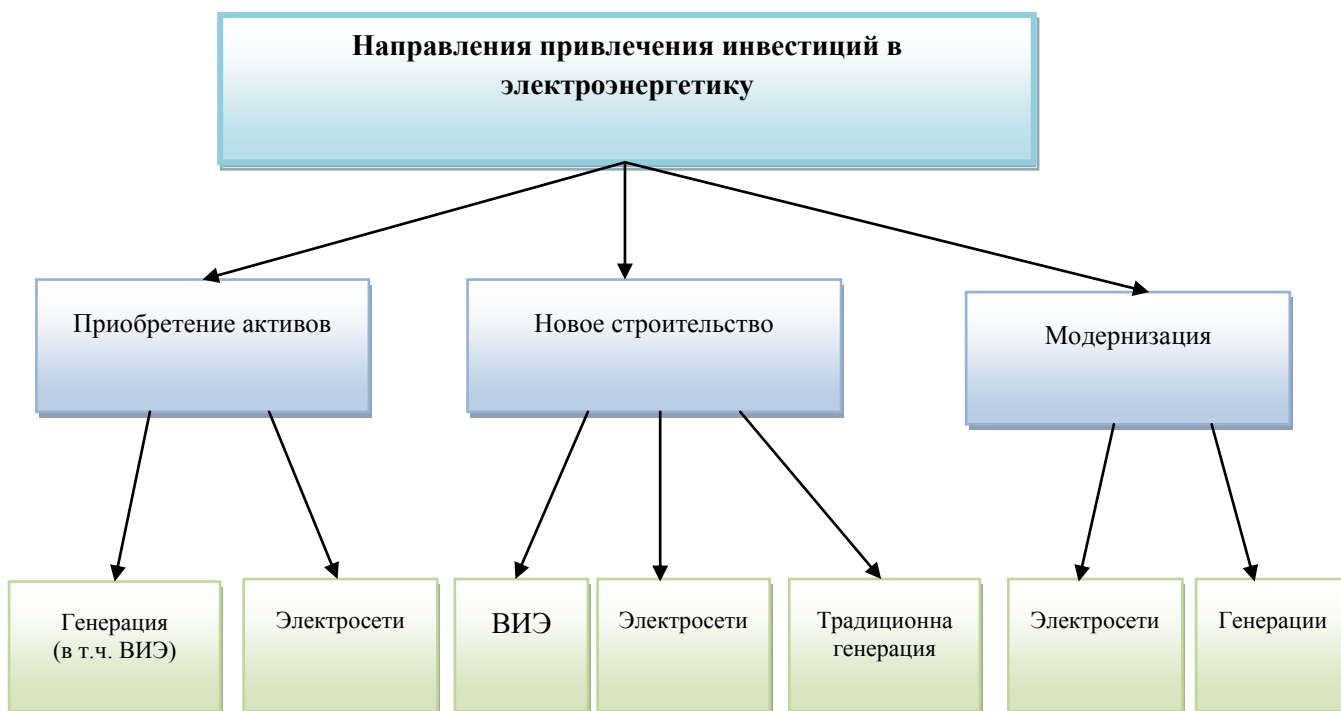 Направления привлечения инвестиций в
электроэнергетику
Приобретение активов
Новое строительство
Модернизация
Генерация
(в т.ч. ВИЭ)
Электросети
ВИЭ
Электросети
Традиционна
генерация
Электросети
Генерации